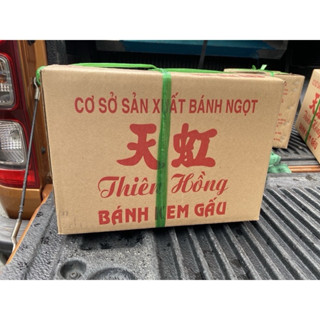 CƠ SỞ SẢN XUẤT BÁNH NGỌT
天虹
Thiên Hồng
BÁNH KEM GẤU